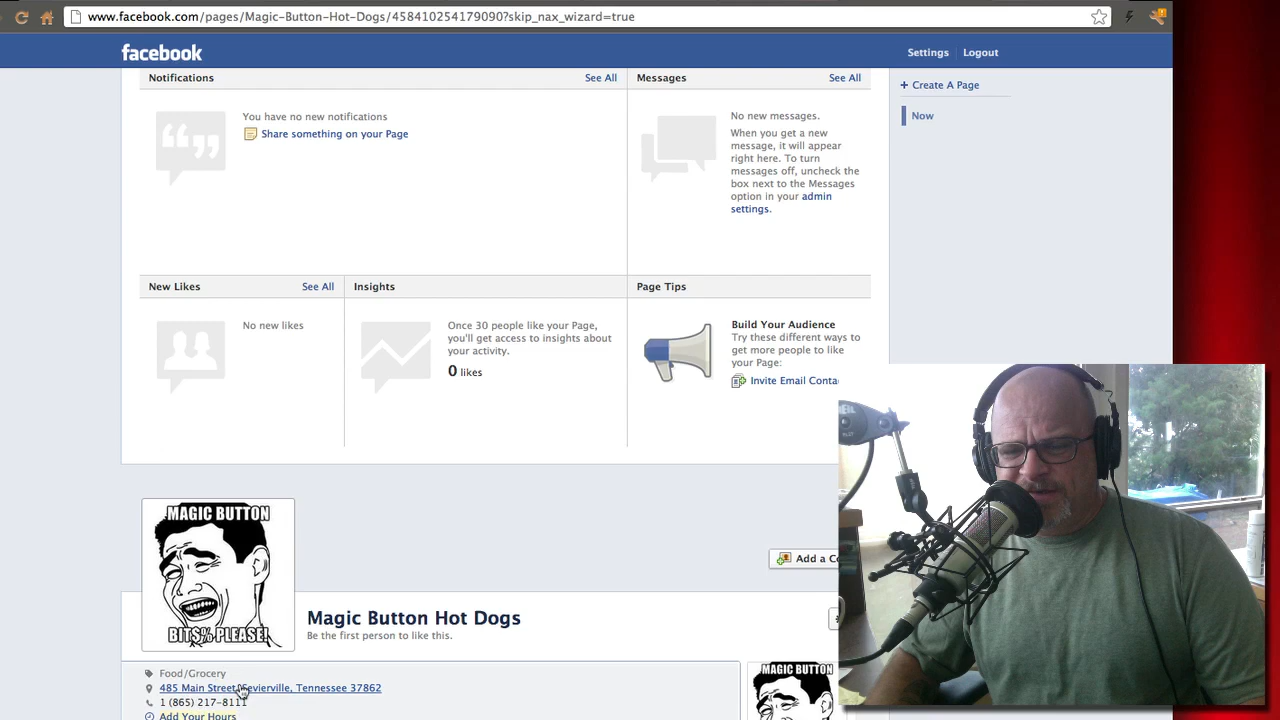 www.facebook.com/pages/Magic-Button-Hot-Dogs/458410254179090?skip_nax_wizard=true
facebook
Settings
Logout
Notifications
See All
Messages
See All
+ Create A Page
Now
You have no new notifications
Share something on your Page
No new messages.
When you get a new
message, it will appear
right here. To turn
messages off, uncheck the
box next to the Messages
option in your admin
settings.
New Likes
See All
Insights
Page Tips
No new likes
Once 30 people like your Page,
you'll get access to insights about
your activity.
0 likes
Build Your Audience
Try these different ways to
get more people to like
your Page:
Invite Email Conta
MAGIC BUTTON
BITS% PLEASE!
Add a Co
Magic Button Hot Dogs
Be the first person to like this.
Food/Grocery
485 Main Street, Sevierville, Tennessee 37862
1 (865) 217-8111
Add Your Hours
MAGIC BUTTON